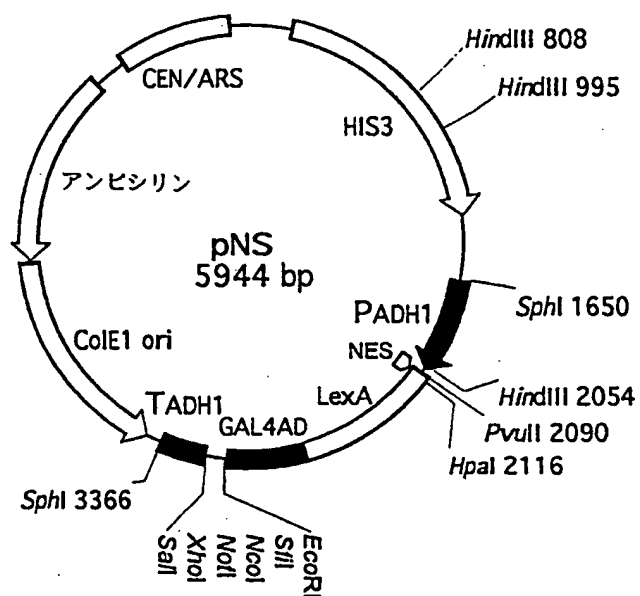 HindIII 808
HindIII 995
CEN/ARS
HIS3
アンピシリン
pNS
5944 bp
PADH1
SphI 1650
NES
ColE1 ori
LexA
HindIII 2054
TADH1
GAL4AD
PvuII 2090
HpaI 2116
SphI 3366
SalI
XhoI
NotI
NcoI
SfiI
EcoRI